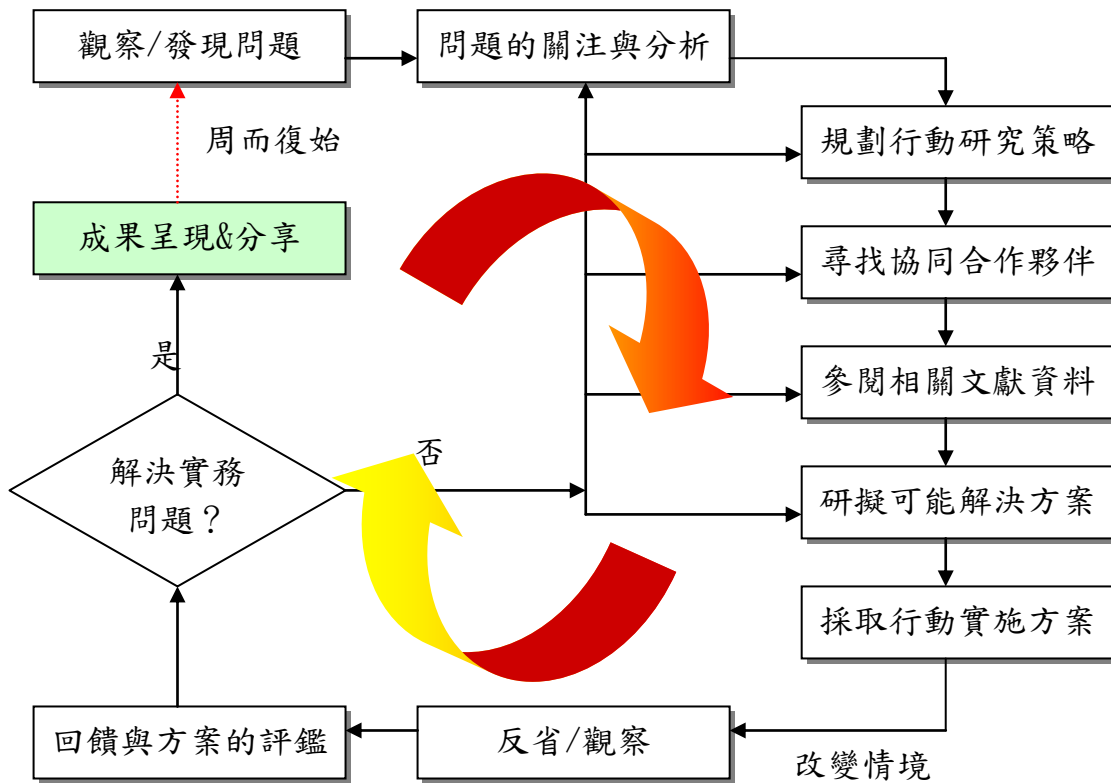 觀察/發現問題
問題的關注與分析
規劃行動研究策略
周而復始
成果呈現&分享
尋找協同合作夥伴
是
參閱相關文獻資料
否
解決實務
問題？
研擬可能解決方案
採取行動實施方案
回饋與方案的評鑑
反省/觀察
改變情境